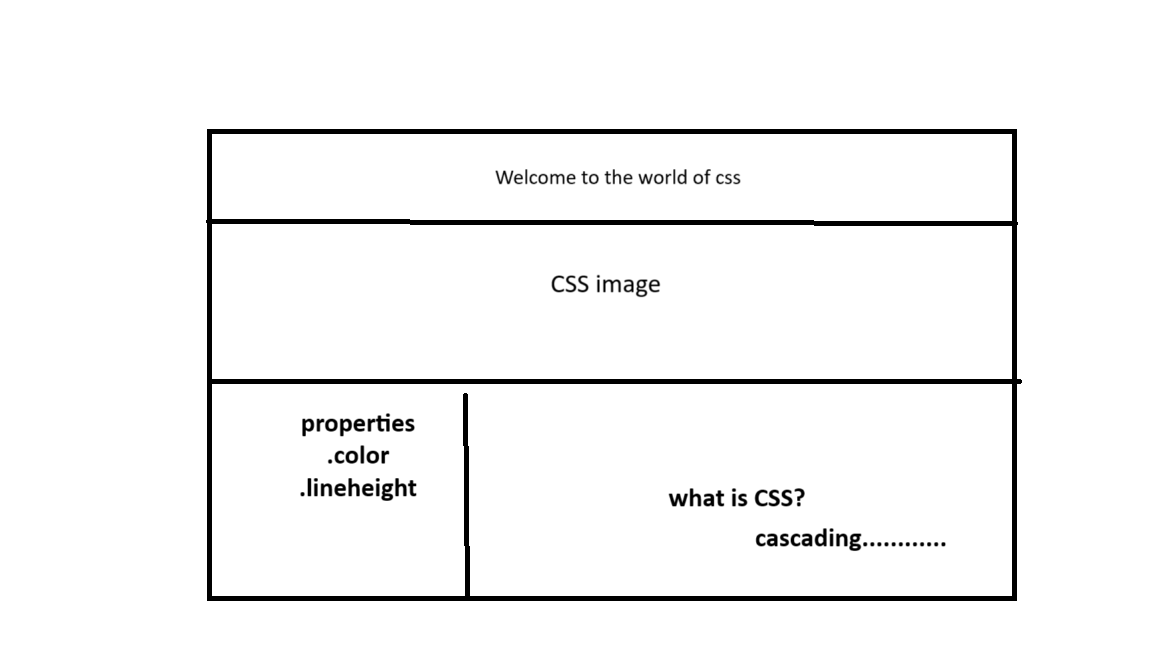 Welcome to the world of css
CSS image
properties
.color
.lineheight
what is CSS?
cascading............